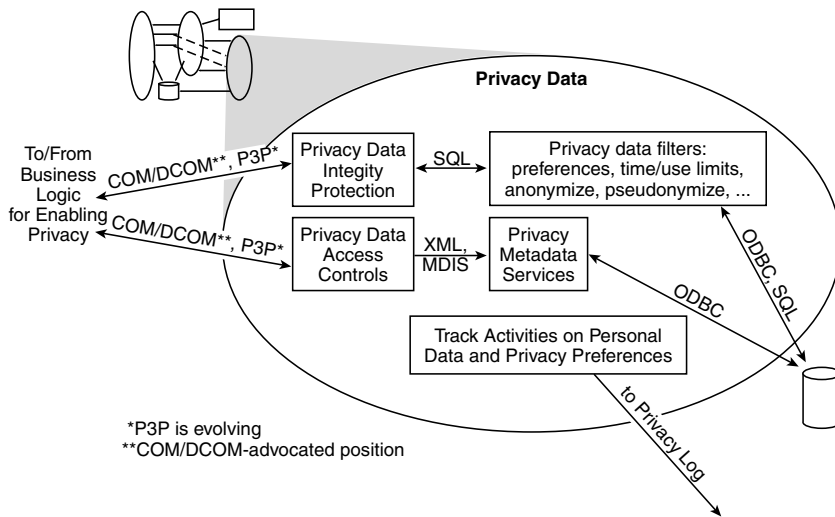 Privacy Data
To/From
Business
Logic
for Enabling
Privacy
COM/DCOM**, P3P*
COM/DCOM**, P3P*
Privacy Data
Integity
Protection
SQL
Privacy data filters:
preferences, time/use limits,
anonymize, pseudonymize, ...
Privacy Data
Access
Controls
XML,
MDIS
Privacy
Metadata
Services
ODBC
ODBC, SQL
Track Activities on Personal
Data and Privacy Preferences
to Privacy Log
*P3P is evolving
**COM/DCOM-advocated position